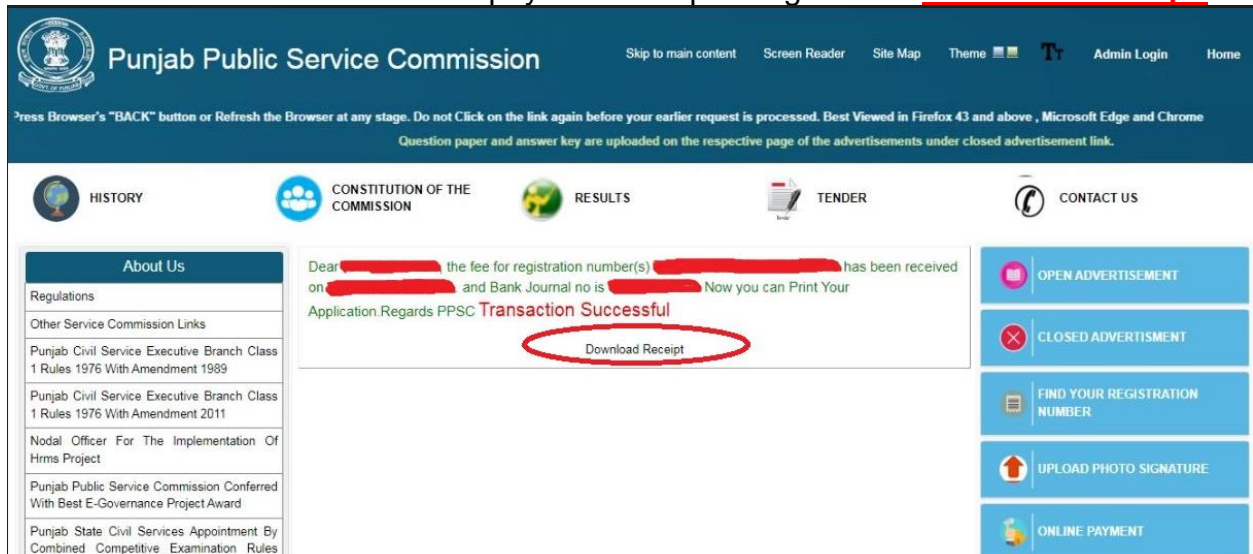 Punjab Public Service Commission
Skip to main content Screen Reader Site Map Theme TT Admin Login Home
Press Browser's "BACK" button or Refresh the Browser at any stage. Do not Click on the link again before your earlier request is processed. Best Viewed in Firefox 43 and above , Microsoft Edge and Chrome
Question paper and answer key are uploaded on the respective page of the advertisements under closed advertisement link.
HISTORY
CONSTITUTION OF THE
COMMISSION
RESULTS
TENDER
CONTACT US
About Us
Regulations
Other Service Commission Links
Punjab Civil Service Executive Branch Class
1 Rules 1976 With Amendment 1989
Punjab Civil Service Executive Branch Class
1 Rules 1976 With Amendment 2011
Nodal Officer For The Implementation Of
Hrms Project
Punjab Public Service Commission Conferred
With Best E-Governance Project Award
Punjab State Civil Services Appointment By
Combined Competitive Examination Rules
Dear the fee for registration number(s) has been received
on and Bank Journal no is Now you can Print Your
Application.Regards PPSC Transaction Successful
Download Receipt
OPEN ADVERTISEMENT
CLOSED ADVERTISMENT
FIND YOUR REGISTRATION
NUMBER
UPLOAD PHOTO SIGNATURE
ONLINE PAYMENT